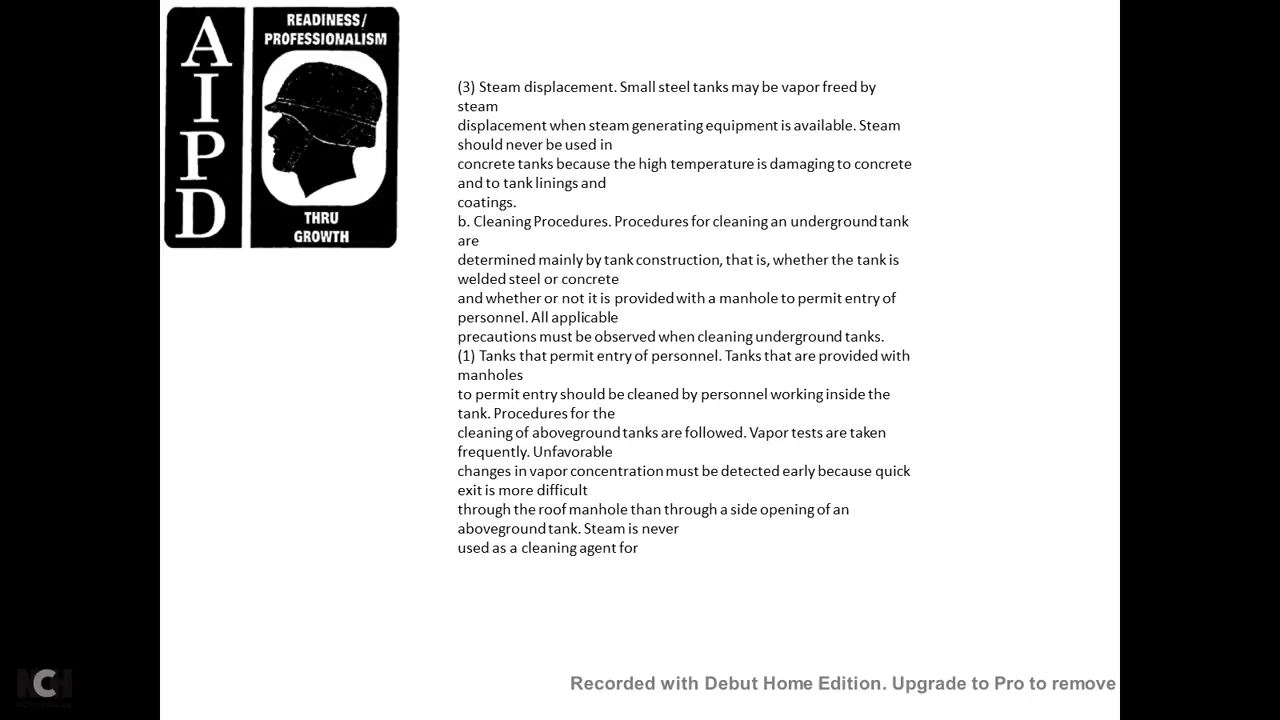 A
I
P
D
READINESS/
PROFESSIONALISM
THRU
GROWTH
(3) Steam displacement. Small steel tanks may be vapor freed by
steam
displacement when steam generating equipment is available. Steam
should never be used in
concrete tanks because the high temperature is damaging to concrete
and to tank linings and
coatings.
b. Cleaning Procedures. Procedures for cleaning an underground tank
are
determined mainly by tank construction, that is, whether the tank is
welded steel or concrete
and whether or not it is provided with a manhole to permit entry of
personnel. All applicable
precautions must be observed when cleaning underground tanks.
(1) Tanks that permit entry of personnel. Tanks that are provided with
manholes
to permit entry should be cleaned by personnel working inside the
tank. Procedures for the
cleaning of aboveground tanks are followed. Vapor tests are taken
frequently. Unfavorable
changes in vapor concentration must be detected early because quick
exit is more difficult
through the roof manhole than through a side opening of an
aboveground tank. Steam is never
used as a cleaning agent for
NCH
Recorded with Debut Home Edition. Upgrade to Pro to remove